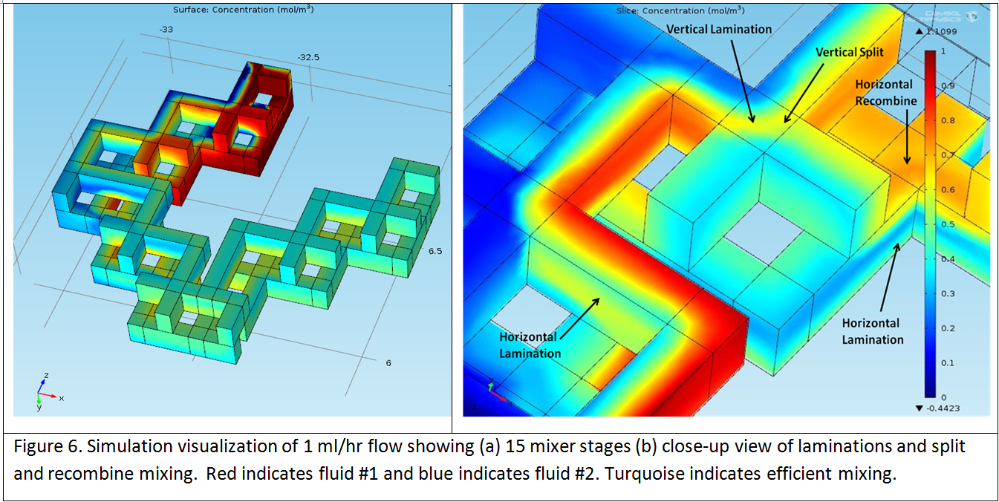 Surface: Concentration (mol/m³)
-33
-32.5
6.5
6
z
x
y
Slice: Concentration (mol/m³)
COMSOL
MULTIPHYSICS
▲ 1.1099
Vertical Lamination
Vertical Split
Horizontal
Recombine
Horizontal
Lamination
Horizontal
Lamination
1
0.9
0.8
0.7
0.6
0.5
0.4
0.3
0.2
0.1
0
▼ -0.4423
Figure 6. Simulation visualization of 1 ml/hr flow showing (a) 15 mixer stages (b) close-up view of laminations and split
and recombine mixing. Red indicates fluid #1 and blue indicates fluid #2. Turquoise indicates efficient mixing.